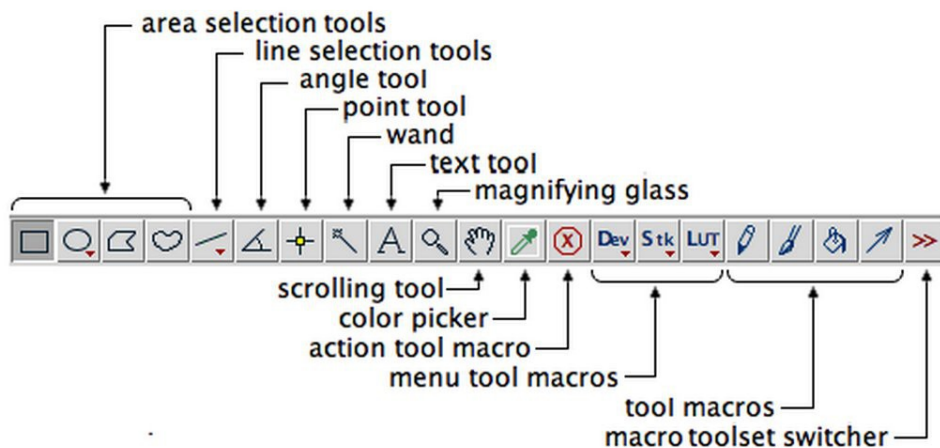 area selection tools
line selection tools
angle tool
point tool
wand
text tool
magnifying glass
A Dev Stk LUT >>
scrolling tool
color picker
action tool macro
menu tool macros
tool macros
macro toolset switcher